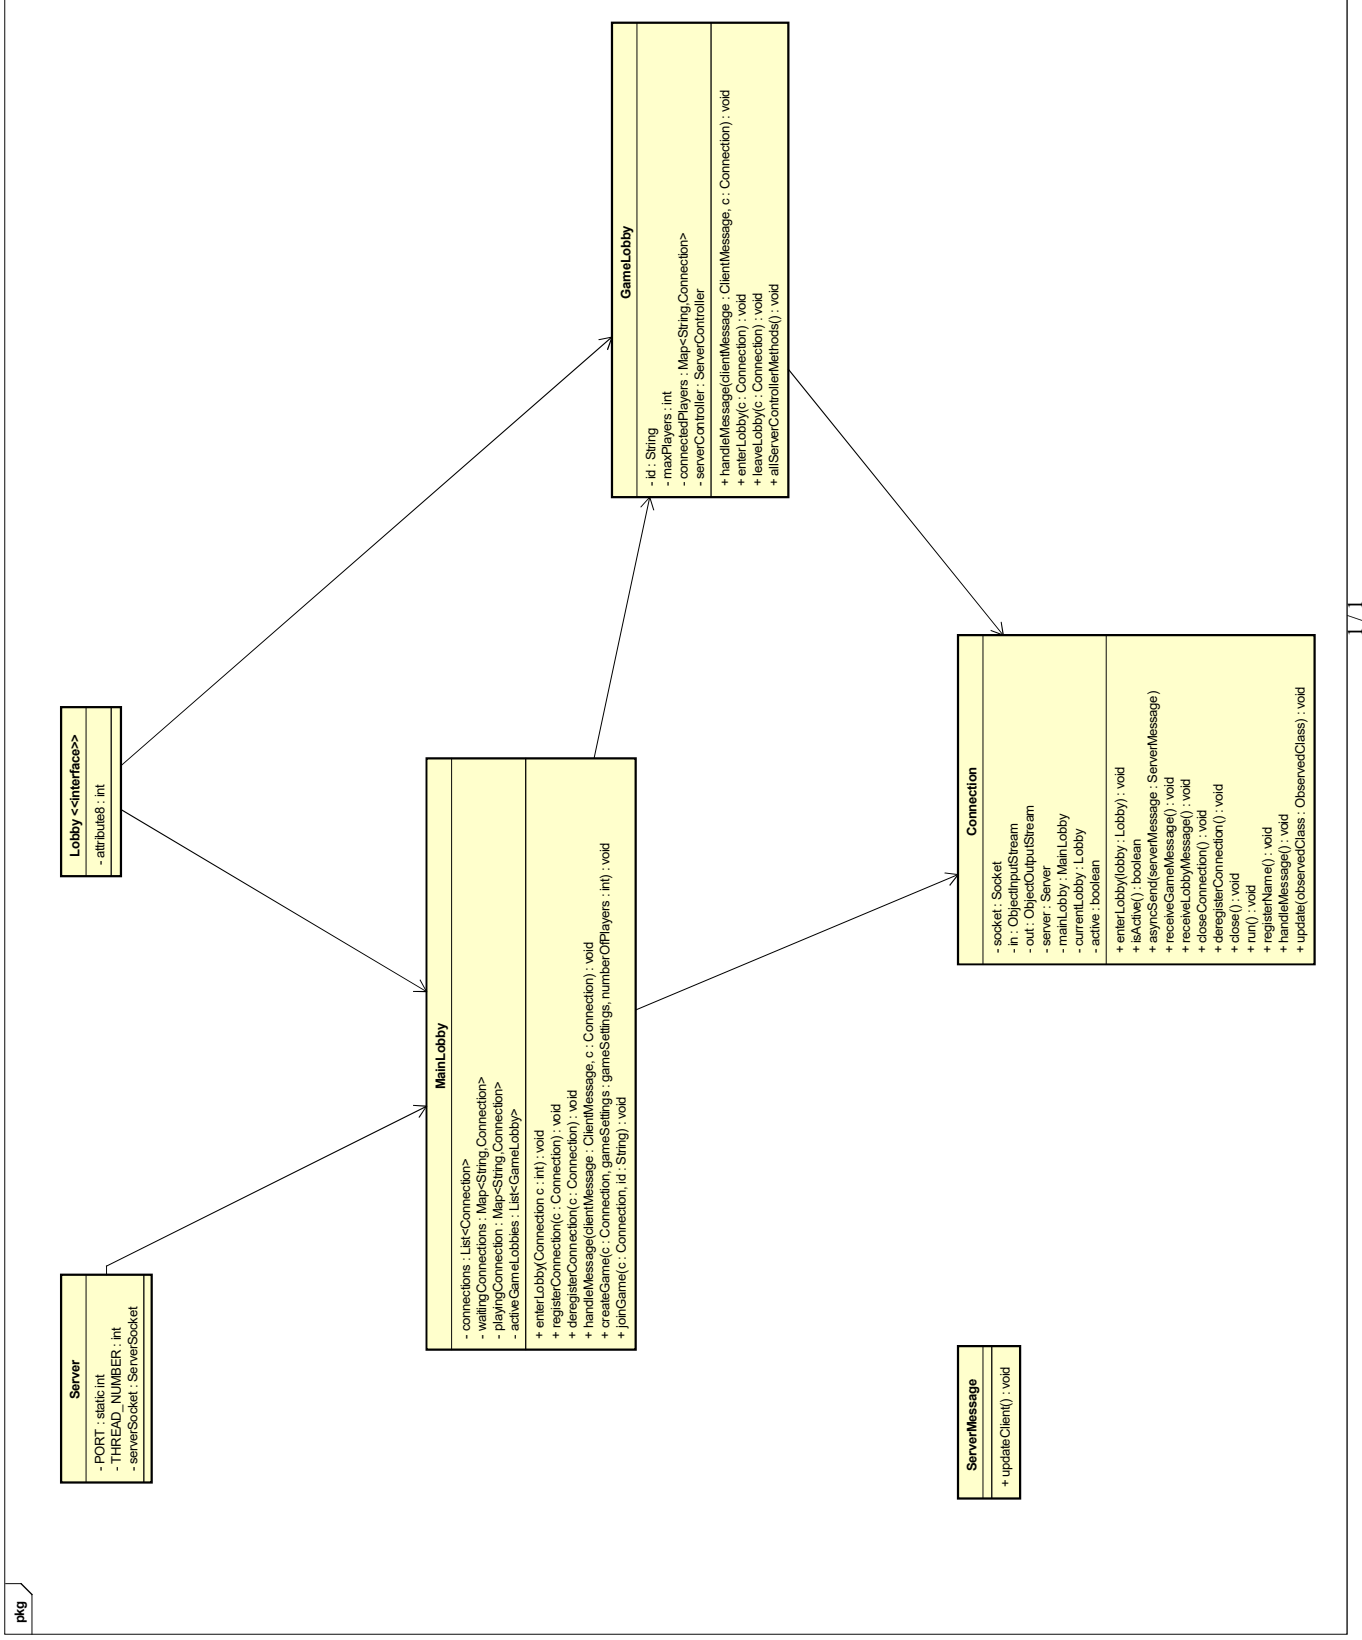 pkg
Server
- PORT : static int
- THREAD_NUMBER : int
- serverSocket : ServerSocket
Lobby <<interface>>
- attribute8 : int
MainLobby
- connections : List<Connection>
- waitingConnections : Map<String,Connection>
- playingConnection : Map<String,Connection>
- activeGameLobbies : List<GameLobby>
+ enterLobby(Connection c : int) : void
+ registerConnection(c : Connection) : void
+ deregisterConnection(c : Connection) : void
+ handleMessage(clientMessage : ClientMessage, c : Connection) : void
+ createGame(c : Connection, gameSettings : gameSettings, numberOfPlayers : int) : void
+ joinGame(c : Connection, id : String) : void
GameLobby
- id : String
- maxPlayers : int
- connectedPlayers : Map<String,Connection>
- serverController : ServerController
+ handleMessage(clientMessage : ClientMessage, c : Connection) : void
+ enterLobby(c : Connection) : void
+ leaveLobby(c : Connection) : void
+ allServerControllerMethods() : void
ServerMessage
+ updateClient() : void
Connection
- socket : Socket
- in : ObjectInputStream
- out : ObjectOutputStream
- server : Server
- mainLobby : MainLobby
- currentLobby : Lobby
- active : boolean
+ enterLobby(lobby : Lobby) : void
+ isActive() : boolean
+ asyncSend(serverMessage : ServerMessage)
+ receiveGameMessage() : void
+ receiveLobbyMessage() : void
+ closeConnection() : void
+ deregisterConnection() : void
+ close() : void
+ run() : void
+ registerName() : void
+ handleMessage() : void
+ update(observedClass : ObservedClass) : void
1/1